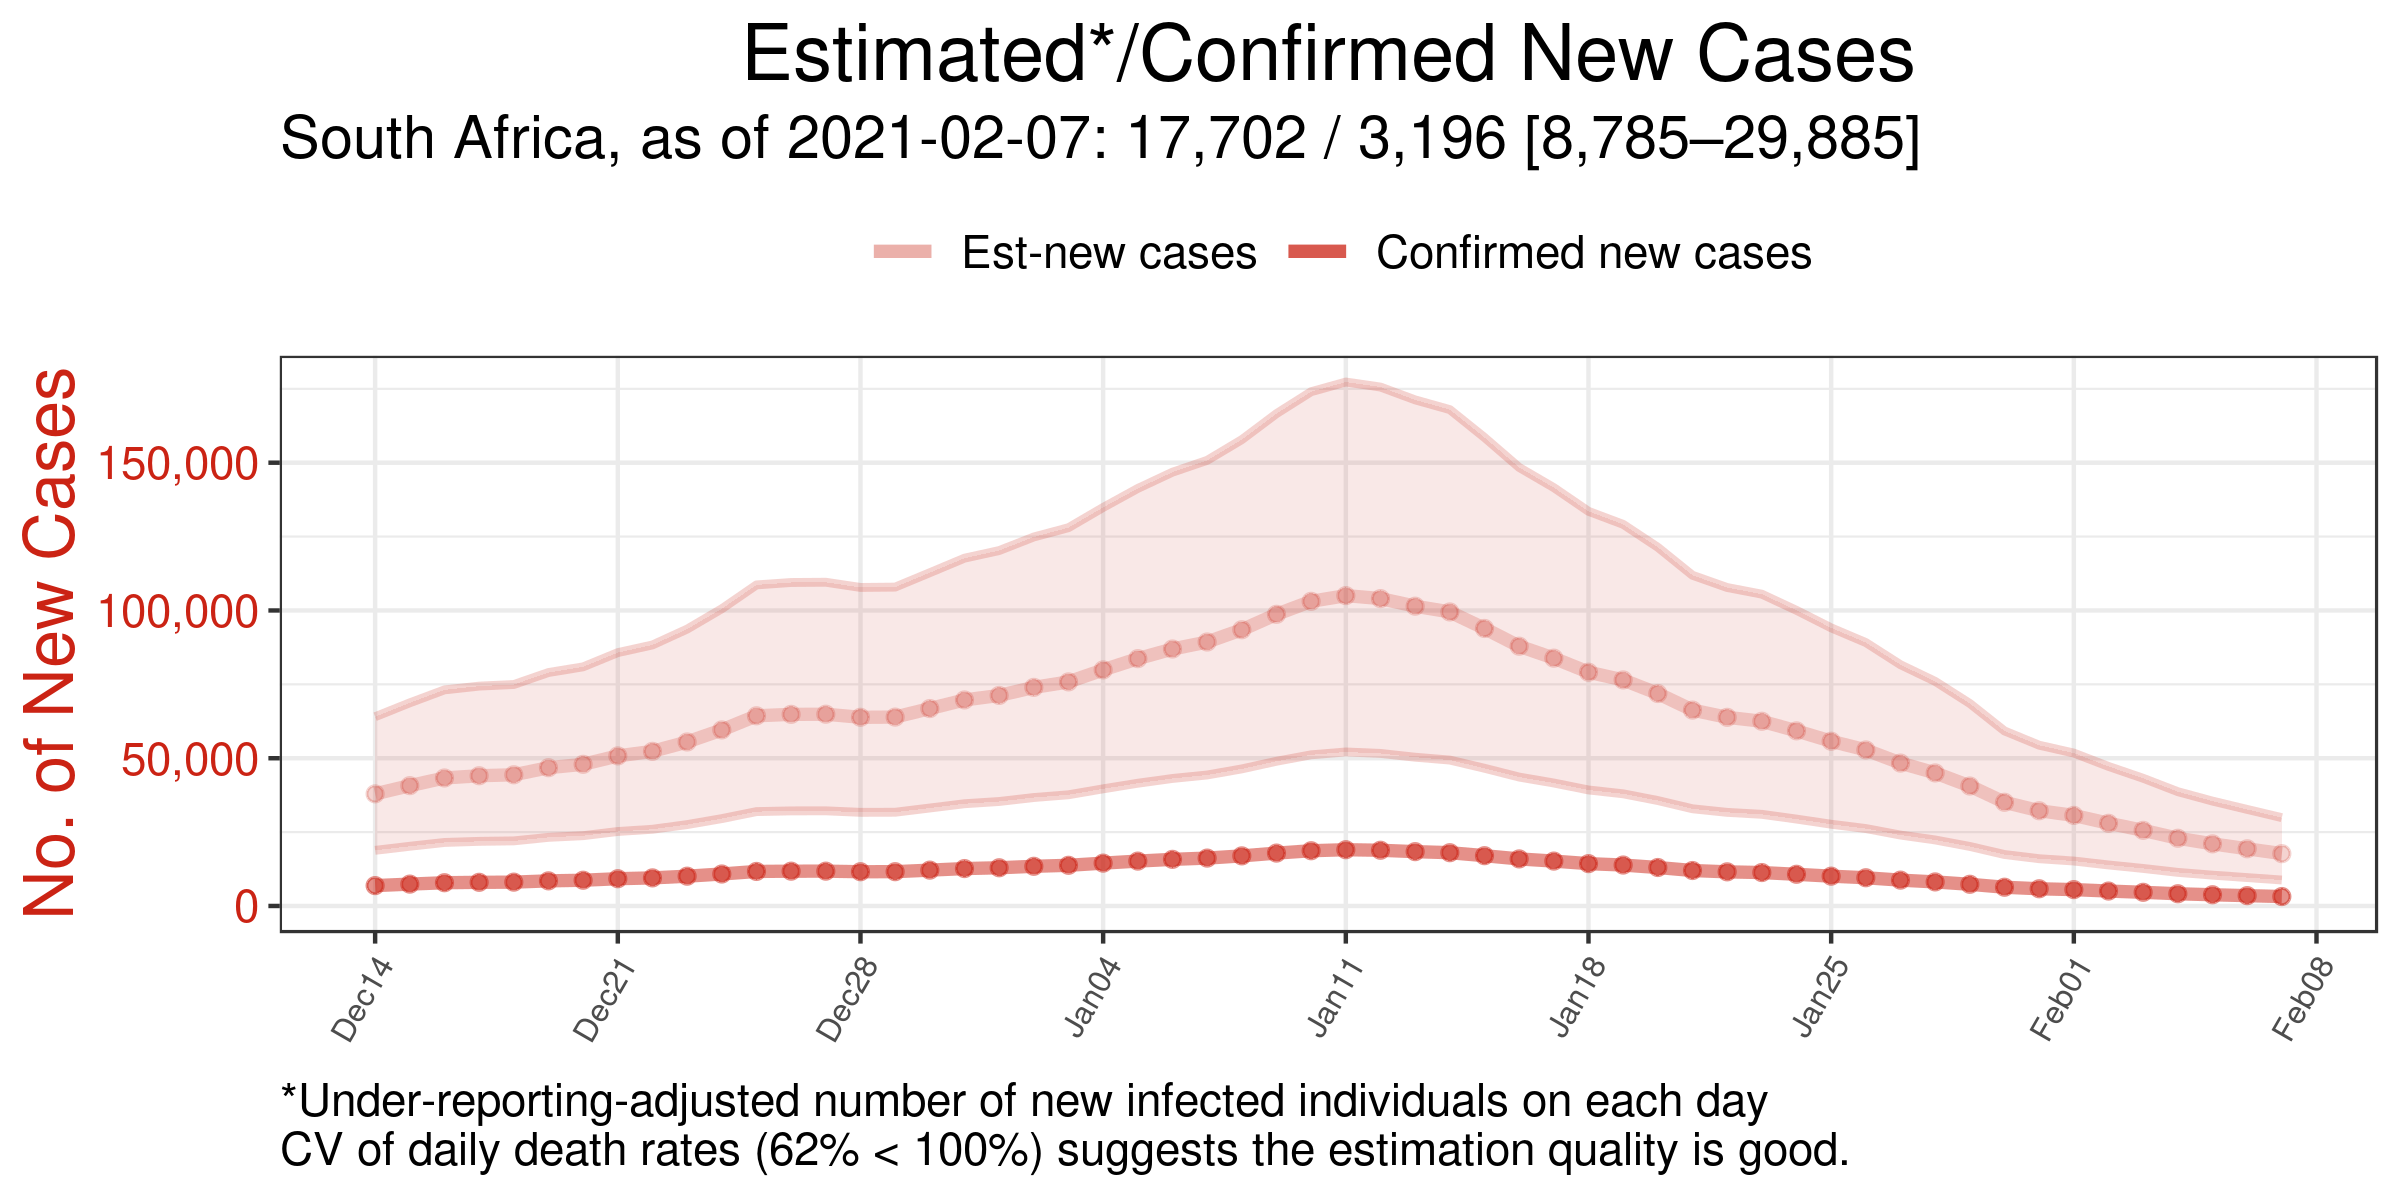 Estimated*/Confirmed New Cases
South Africa, as of 2021-02-07: 17,702 / 3,196 [8,785–29,885]
Est-new cases
Confirmed new cases
No. of New Cases
150,000
100,000
50,000
0
Dec14
Dec21
Dec28
Jan04
Jan11
Jan18
Jan25
Feb01
Feb08
*Under-reporting-adjusted number of new infected individuals on each day
CV of daily death rates (62% < 100%) suggests the estimation quality is good.